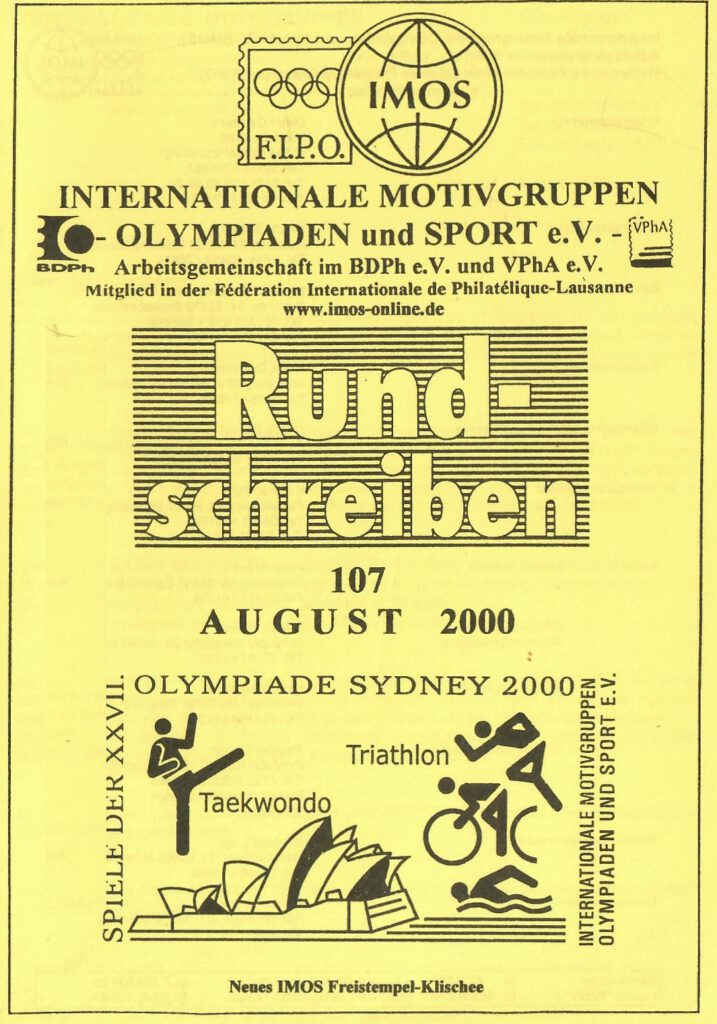 F.I.P.O.
IMOS
INTERNATIONALE MOTIVGRUPPEN
- OLYMPIADEN und SPORT e.V. -
BDPh
VPhA
Arbeitsgemeinschaft im BDPh e.V. und VPhA e.V.
Mitglied in der Fédération Internationale de Philatélique-Lausanne
www.imos-online.de
Rund-
schreiben
107
AUGUST 2000
SPIELE DER XXVII.
OLYMPIADE SYDNEY 2000
Triathlon
Taekwondo
INTERNATIONALE MOTIVGRUPPEN
OLYMPIADEN UND SPORT E.V.
Neues IMOS Freistempel-Klischee